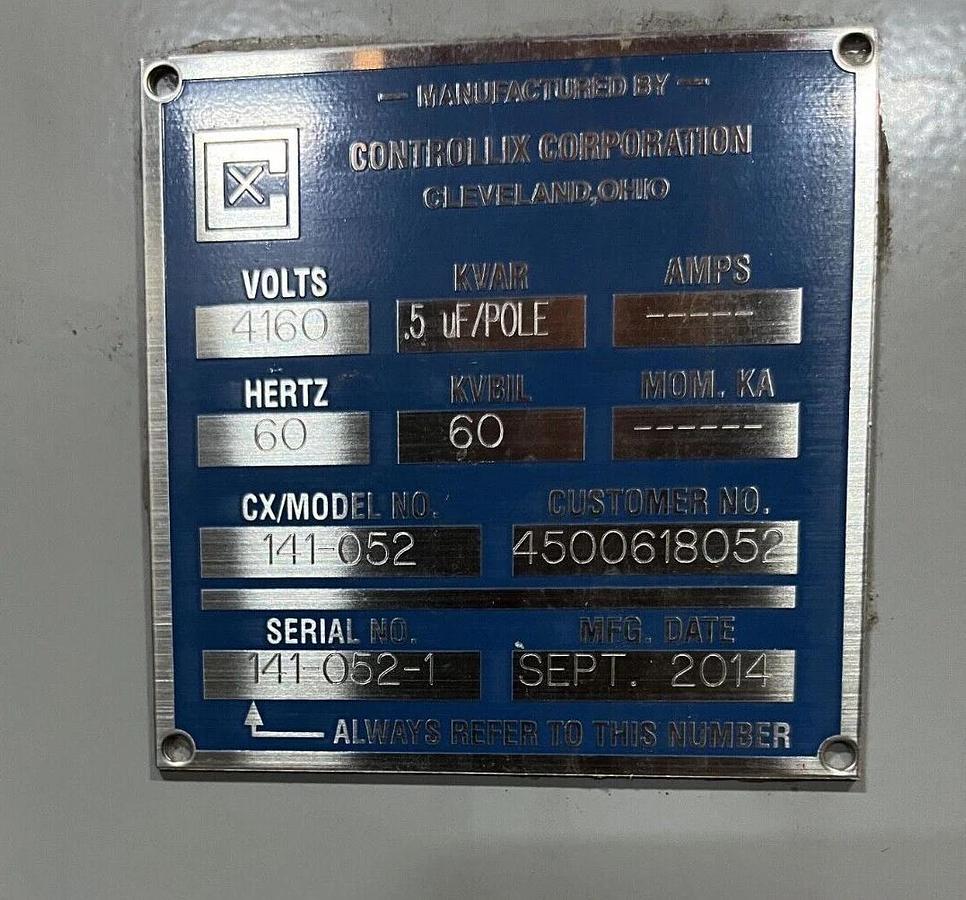 — MANUFACTURED BY —
CX
CONTROLLIX CORPORATION
CLEVELAND, OHIO
VOLTS KVAR AMPS
4160 .5 uF/POLE -----
HERTZ KVBIL MOM. KA
60 60 ------
CX/MODEL NO. CUSTOMER NO.
141-052 4500618052
SERIAL NO. MFG. DATE
141-052-1 SEPT. 2014
ALWAYS REFER TO THIS NUMBER